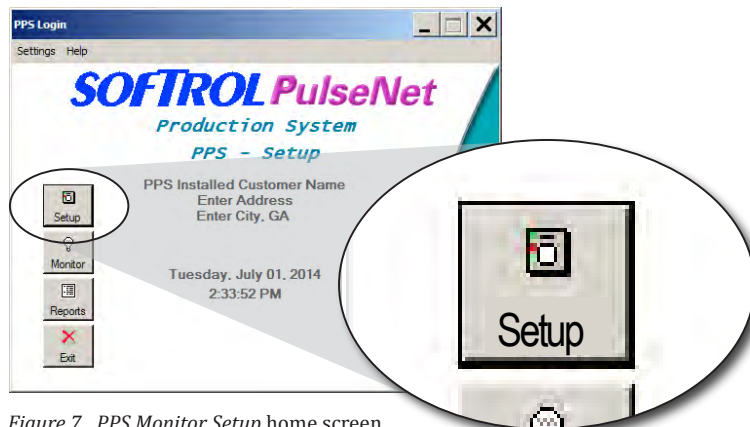 PPS Login
Settings Help
SOFTROL PulseNet
Production System
PPS - Setup
PPS Installed Customer Name
Enter Address
Enter City, GA
Tuesday, July 01, 2014
2:33:52 PM
Setup
Monitor
Reports
Exit
Setup
Figure 7 PPS Monitor Setup home screen